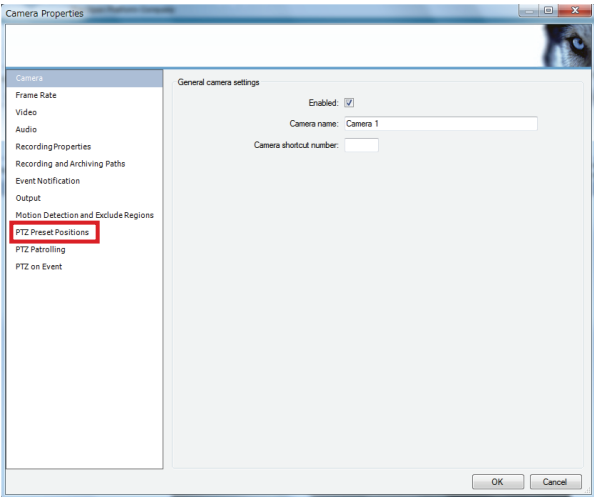 Camera Properties
Camera
Frame Rate
Video
Audio
Recording Properties
Recording and Archiving Paths
Event Notification
Output
Motion Detection and Exclude Regions
PTZ Preset Positions
PTZ Patrolling
PTZ on Event
General camera settings
Enabled:
Camera name: Camera 1
Camera shortcut number:
OK Cancel